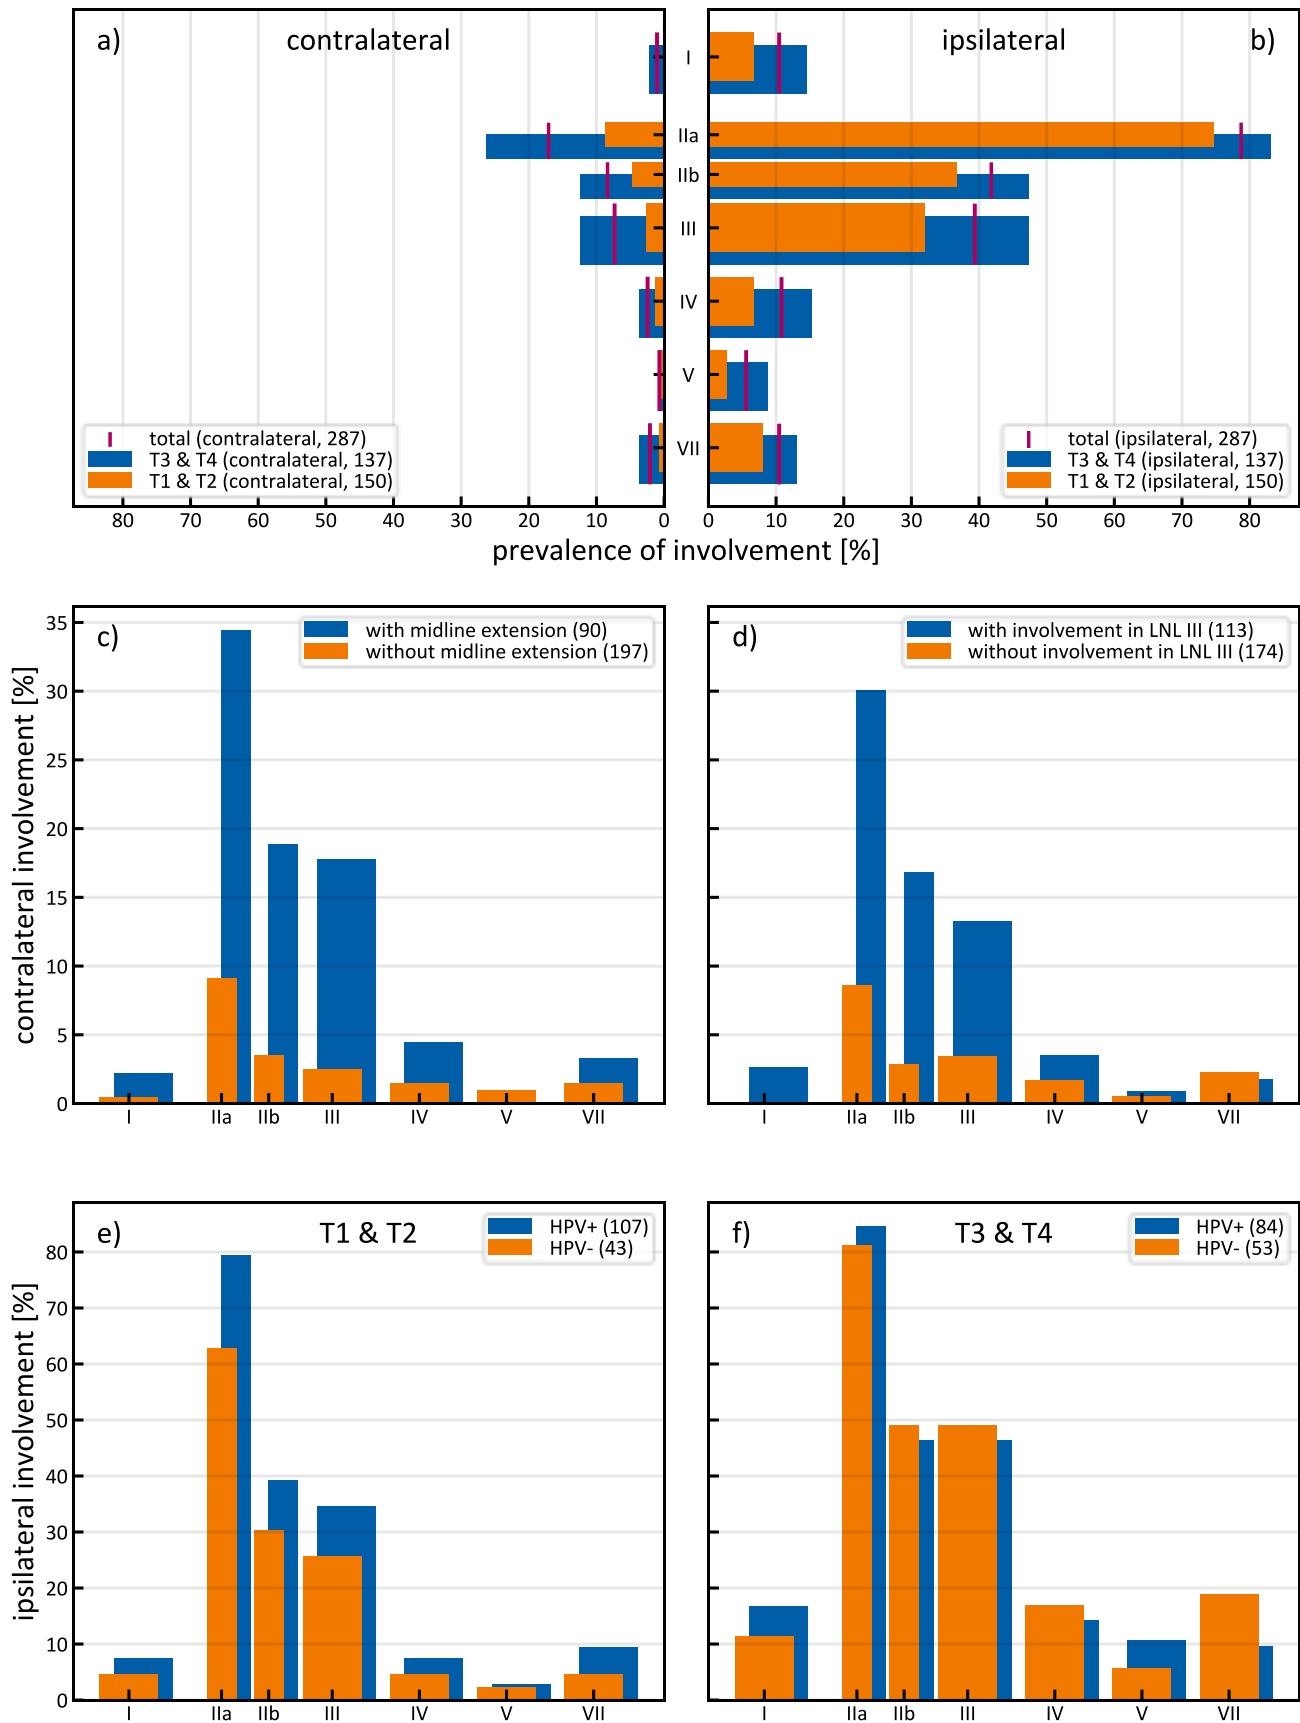 a) contralateral
ipsilateral b)
I
IIa
IIb
III
IV
V
VII
total (contralateral, 287)
T3 & T4 (contralateral, 137)
T1 & T2 (contralateral, 150)
total (ipsilateral, 287)
T3 & T4 (ipsilateral, 137)
T1 & T2 (ipsilateral, 150)
80 70 60 50 40 30 20 10 0
0 10 20 30 40 50 60 70 80
prevalence of involvement [%]
c)
with midline extension (90)
without midline extension (197)
contralateral involvement [%]
35
30
25
20
15
10
5
0
I IIa IIb III IV V VII
d)
with involvement in LNL III (113)
without involvement in LNL III (174)
I IIa IIb III IV V VII
e) T1 & T2
HPV+ (107)
HPV- (43)
ipsilateral involvement [%]
80
70
60
50
40
30
20
10
0
I IIa IIb III IV V VII
f) T3 & T4
HPV+ (84)
HPV- (53)
I IIa IIb III IV V VII